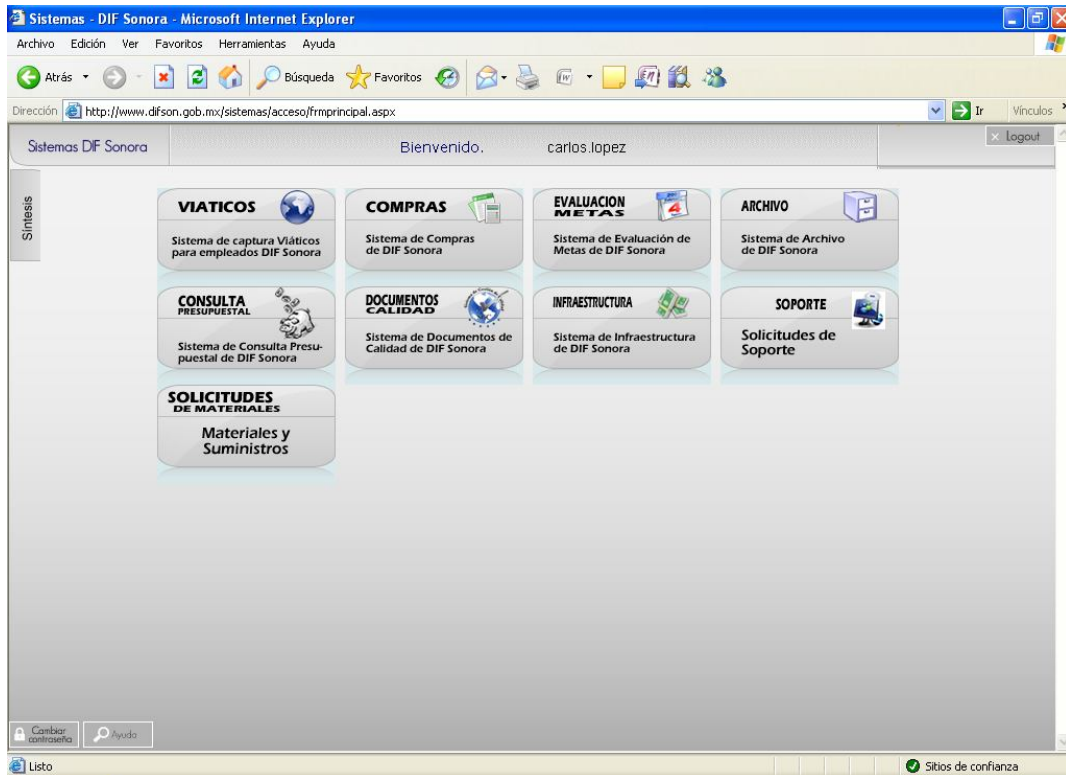 Sistemas - DIF Sonora - Microsoft Internet Explorer
Archivo Edición Ver Favoritos Herramientas Ayuda
Atrás Búsqueda Favoritos
Dirección http://www.difson.gob.mx/sistemas/acceso/frmprincipal.aspx Ir Vínculos
Sistemas DIF Sonora Bienvenido. carlos.lopez × Logout
Síntesis
VIATICOS
Sistema de captura Viáticos
para empleados DIF Sonora
COMPRAS
Sistema de Compras
de DIF Sonora
EVALUACION
METAS
4
Sistema de Evaluación de
Metas de DIF Sonora
ARCHIVO
Sistema de Archivo
de DIF Sonora
CONSULTA
PRESUPUESTAL
Sistema de Consulta Presu-
puestal de DIF Sonora
DOCUMENTOS
CALIDAD
Sistema de Documentos de
Calidad de DIF Sonora
INFRAESTRUCTURA
Sistema de Infraestructura
de DIF Sonora
SOPORTE
Solicitudes de
Soporte
SOLICITUDES
DE MATERIALES
Materiales y
Suministros
Cambiar
contraseña
Ayuda
Listo Sitios de confianza